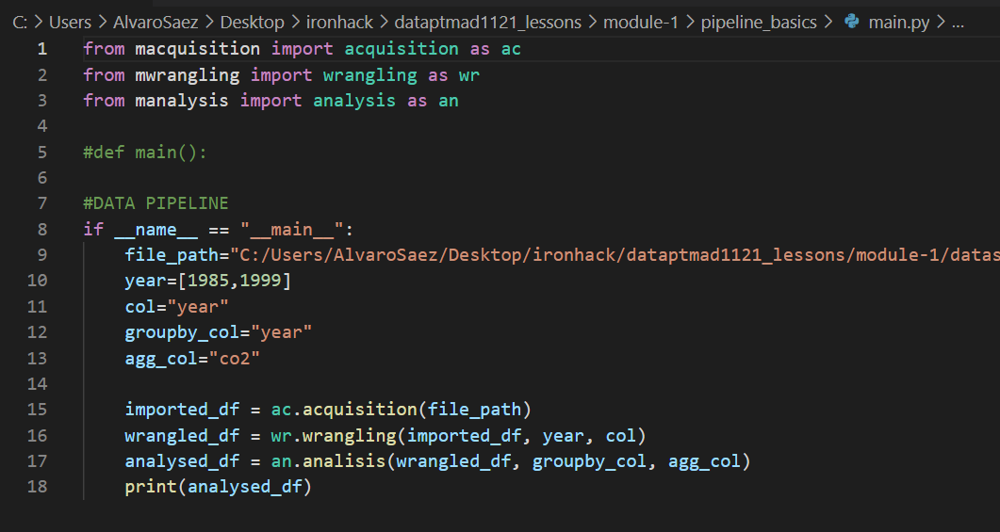 C: > Users > AlvaroSaez > Desktop > ironhack > dataptmad1121_lessons > module-1 > pipeline_basics > main.py > ...
1 from macquisition import acquisition as ac
2 from mwrangling import wrangling as wr
3 from manalysis import analysis as an
4
5 #def main():
6
7 #DATA PIPELINE
8 if __name__ == "__main__":
9     file_path="C:/Users/AlvaroSaez/Desktop/ironhack/dataptmad1121_lessons/module-1/datas
10     year=[1985,1999]
11     col="year"
12     groupby_col="year"
13     agg_col="co2"
14
15     imported_df = ac.acquisition(file_path)
16     wrangled_df = wr.wrangling(imported_df, year, col)
17     analysed_df = an.analisis(wrangled_df, groupby_col, agg_col)
18     print(analysed_df)